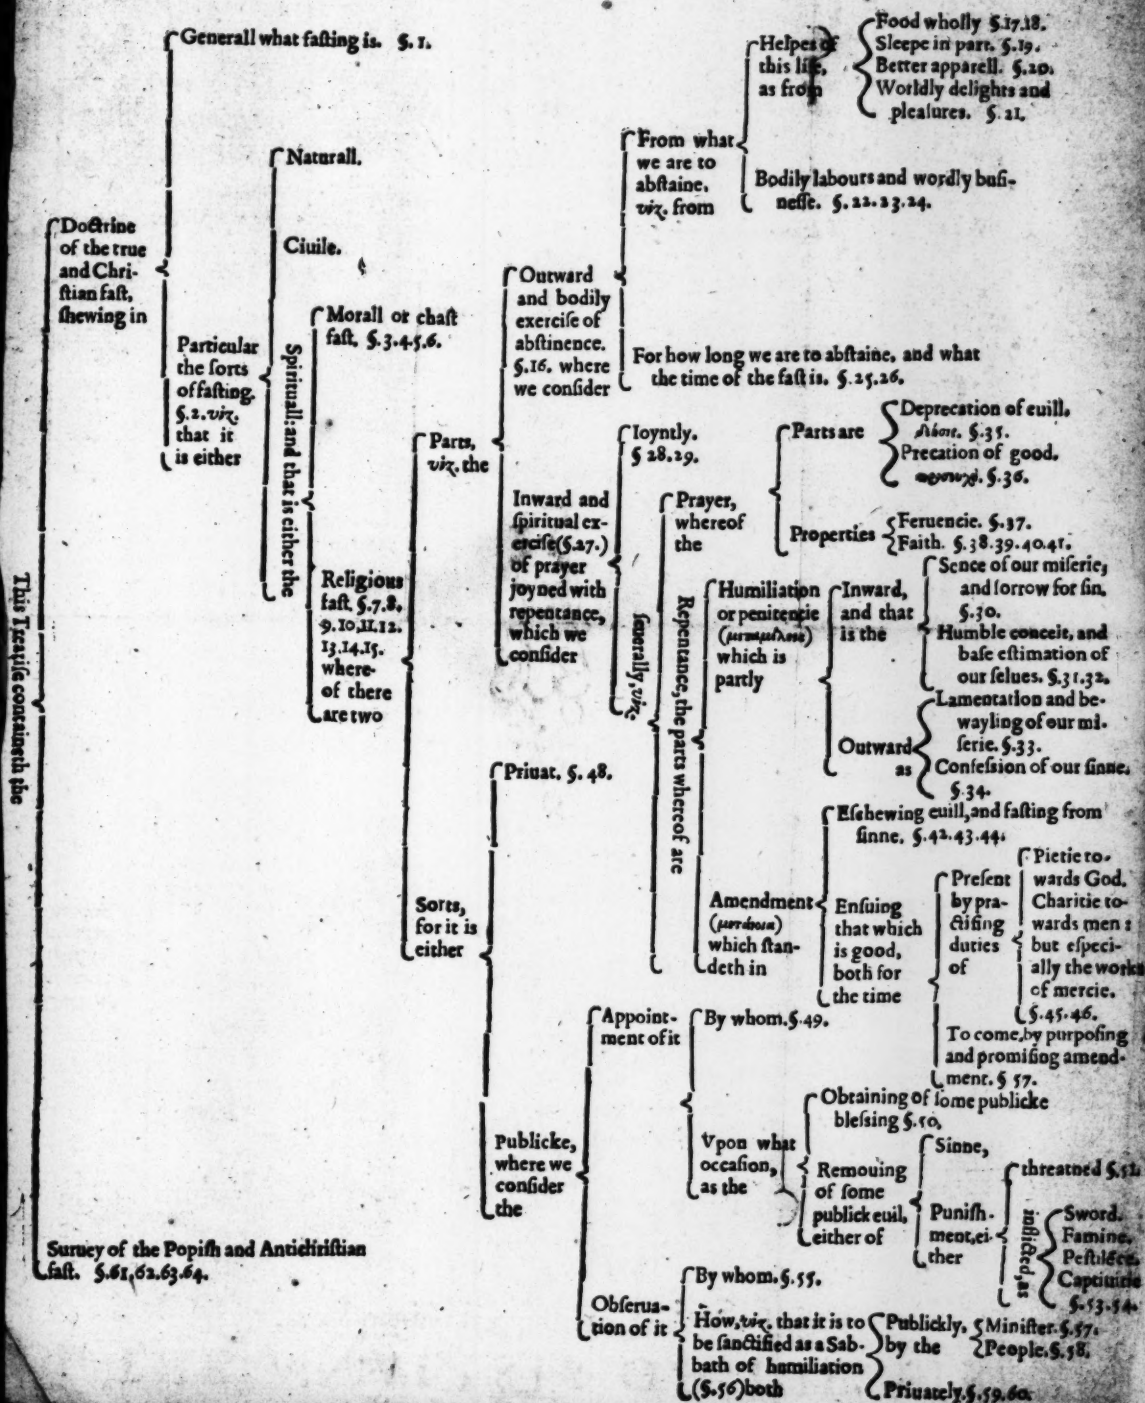 This Treatise containeth the
Doctrine
of the true
and Chri-
ſtian faſt,
ſhewing in
Generall what faſting is. §. 1.
Particular
the ſorts
of faſting.
§.2. viz.
that it
is either
Naturall.
Ciuile.
Spirituall: and that is either the
Morall or chaſt
faſt. §.3.4.5.6.
Religious
faſt. §.7.8.
9.10.11.12.
13.14.15.
where-
of there
are two
Parts,
viz. the
Outward
and bodily
exerciſe of
abſtinence.
§.16. where
we conſider
From what
we are to
abſtaine.
viz. from
Helpes of
this life,
as from
Food wholly §.17.18.
Sleepe in part. §.19.
Better apparell. §.20.
Worldly delights and
pleaſures. §.21.
Bodily labours and wordly buſi-
neſſe. §.22.23.24.
For how long we are to abſtaine, and what
the time of the faſt is. §.25.26.
Inward and
ſpiritual ex-
erciſe(§.27.)
of prayer
joyned with
repentance,
which we
conſider
Ioyntly.
§ 28.29.
ſeuerally, viz.
Prayer,
whereof
the
Parts are
Deprecation of euill.
§.35.
Precation of good.
§.36.
Properties
Feruencie. §.37.
Faith. §.38.39.40.41.
Repentance, the parts whereof are
Humiliation
or penitencie
which is
partly
Inward,
and that
is the
Sence of our miſerie,
and ſorrow for ſin.
§.30.
Humble conceit, and
baſe eſtimation of
our ſelues. §.31.32.
Outward
as
Lamentation and be-
wayling of our mi-
ſerie. §.33.
Confeſſion of our ſinne.
§.34.
Amendment
(μετάνοια)
which ſtan-
deth in
Eſchewing euill, and faſting from
ſinne. §.42.43.44.
Enſuing
that which
is good,
both for
the time
Preſent
by pra-
ctiſing
duties
of
Pietie to-
wards God.
Charitie to-
wards men:
but eſpeci-
ally the works
of mercie.
§.45.46.
To come, by purpoſing
and promiſing amend-
ment. § 57.
Sorts,
for it is
either
Priuat. §. 48.
Publicke,
where we
conſider
the
Appoint-
ment of it
By whom. §.49.
Vpon what
occaſion,
as the
Obtaining of ſome publicke
bleſsing §.50.
Remouing
of ſome
publick euil,
either of
Sinne,
Puniſh-
ment, ei-
ther
threatned §.52.
inflicted, as
Sword.
Famine.
Peſtilẽce.
Captiuitie
§.53.54.
Obſerua-
tion of it
By whom. §.55.
How, viz. that it is to
be ſanctified as a Sab-
bath of humiliation
(§.56) both
Publickly,
by the
Miniſter. §.57.
People. §.58.
Priuately. §.59.60.
Suruey of the Popiſh and Antichriſtian
faſt. §.61.62.63.64.